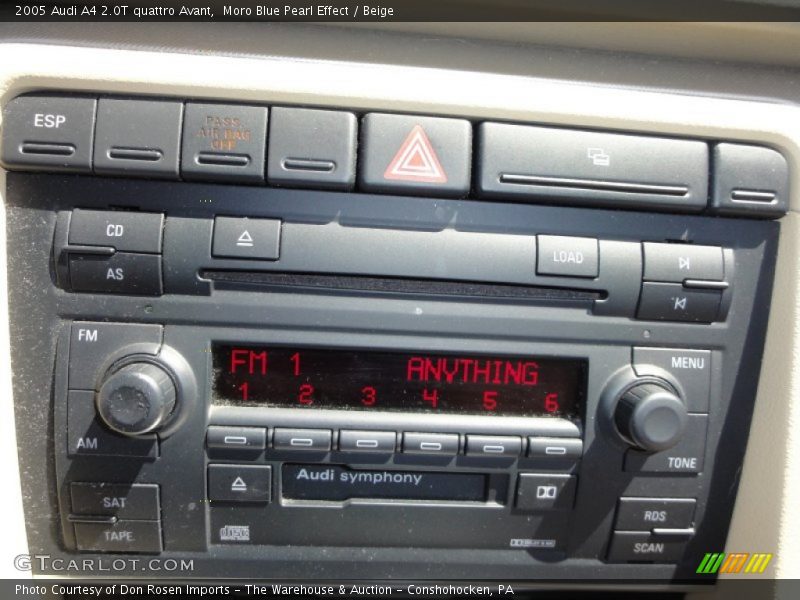 2005 Audi A4 2.0T quattro Avant,  Moro Blue Pearl Effect / Beige
ESP
PASS.
AIR BAG
OFF
CD
LOAD
AS
FM
MENU
FM 1 ANYTHING
1 2 3 4 5 6
AM
TONE
Audi symphony
SAT
RDS
TAPE
SCAN
GTCARLOT.COM
Photo Courtesy of Don Rosen Imports – The Warehouse & Auction – Conshohocken, PA